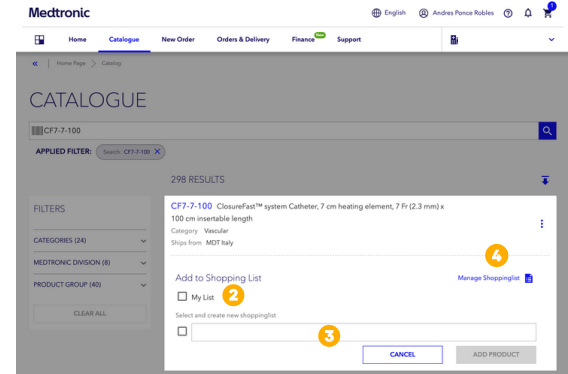 Medtronic
English
Andres Ponce Robles
1
Home
Catalogue
New Order
Orders & Delivery
Finance New
Support
Home Page > Catalog
CATALOGUE
CF7-7-100
APPLIED FILTER: Search: CF7-7-100 X
298 RESULTS
FILTERS
CATEGORIES (24)
MEDTRONIC DIVISION (8)
PRODUCT GROUP (40)
CLEAR ALL
CF7-7-100 ClosureFast™ system Catheter, 7 cm heating element, 7 Fr (2.3 mm) x
100 cm insertable length
Category Vascular
Ships from MDT Italy
4
Add to Shopping List
Manage Shoppinglist
My List 2
Select and create new shoppinglist
3
CANCEL
ADD PRODUCT